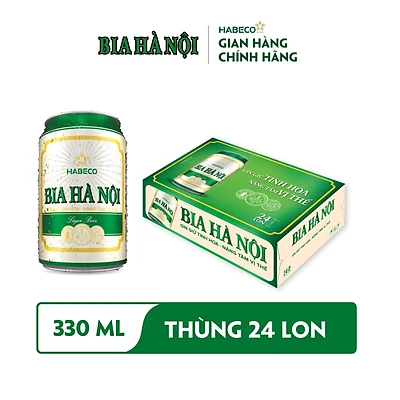 BIA HÀ NỘI
HABECO
GIAN HÀNG
CHÍNH HÃNG
HABECO
BIA HÀ NỘI
Lager Beer
GÌN GIỮ TINH HOA
NÂNG TẦM VỊ THẾ
24
LON
BIA HÀ NỘI
GÌN GIỮ TINH HOA - NÂNG TẦM VỊ THẾ
BIA HÀ NỘI
330 ML
THÙNG 24 LON